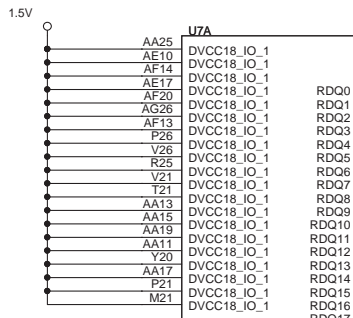 1.5V
U7A
AA25 DVCC18_IO_1
AE10 DVCC18_IO_1
AF14 DVCC18_IO_1
AE17 DVCC18_IO_1 RDQ0
AF20 DVCC18_IO_1 RDQ1
AG26 DVCC18_IO_1 RDQ2
AF13 DVCC18_IO_1 RDQ3
P26 DVCC18_IO_1 RDQ4
V26 DVCC18_IO_1 RDQ5
R25 DVCC18_IO_1 RDQ6
V21 DVCC18_IO_1 RDQ7
T21 DVCC18_IO_1 RDQ8
AA13 DVCC18_IO_1 RDQ9
AA15 DVCC18_IO_1 RDQ10
AA19 DVCC18_IO_1 RDQ11
AA11 DVCC18_IO_1 RDQ12
Y20 DVCC18_IO_1 RDQ13
AA17 DVCC18_IO_1 RDQ14
P21 DVCC18_IO_1 RDQ15
M21 DVCC18_IO_1 RDQ16
RDQ17